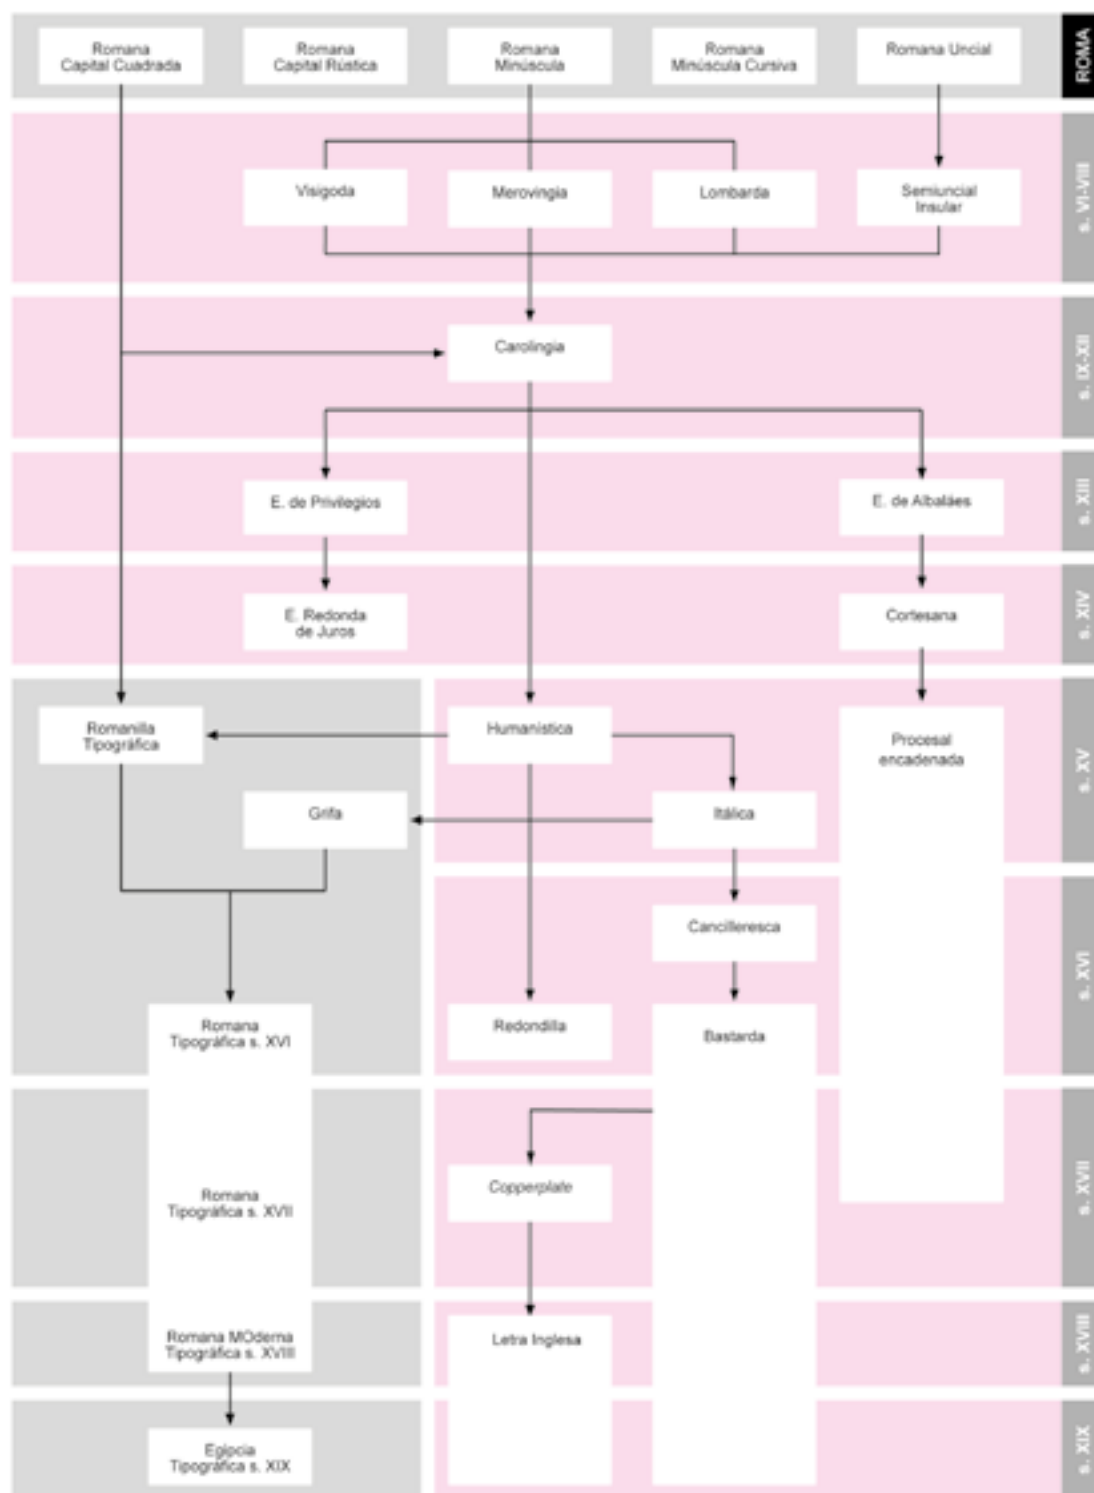 Romana
Capital Cuadrada
Romana
Capital Rústica
Romana
Minúscula
Romana
Minúscula Cursiva
Romana Uncial
ROMA
Visigoda
Merovingia
Lombarda
Semiuncial
Insular
s. VI-VIII
Carolingia
s. IX-XII
E. de Privilegios
E. de Albaláes
s. XIII
E. Redonda
de Juros
Cortesana
s. XIV
Romanilla
Tipográfica
Humanística
Procesal
encadenada
Grifa
Itálica
s. XV
Cancilleresca
Romana
Tipográfica s. XVI
Redondilla
Bastarda
s. XVI
Copperplate
Romana
Tipográfica s. XVII
s. XVII
Romana MOderna
Tipográfica s. XVIII
Letra Inglesa
s. XVIII
Egipcia
Tipográfica s. XIX
s. XIX